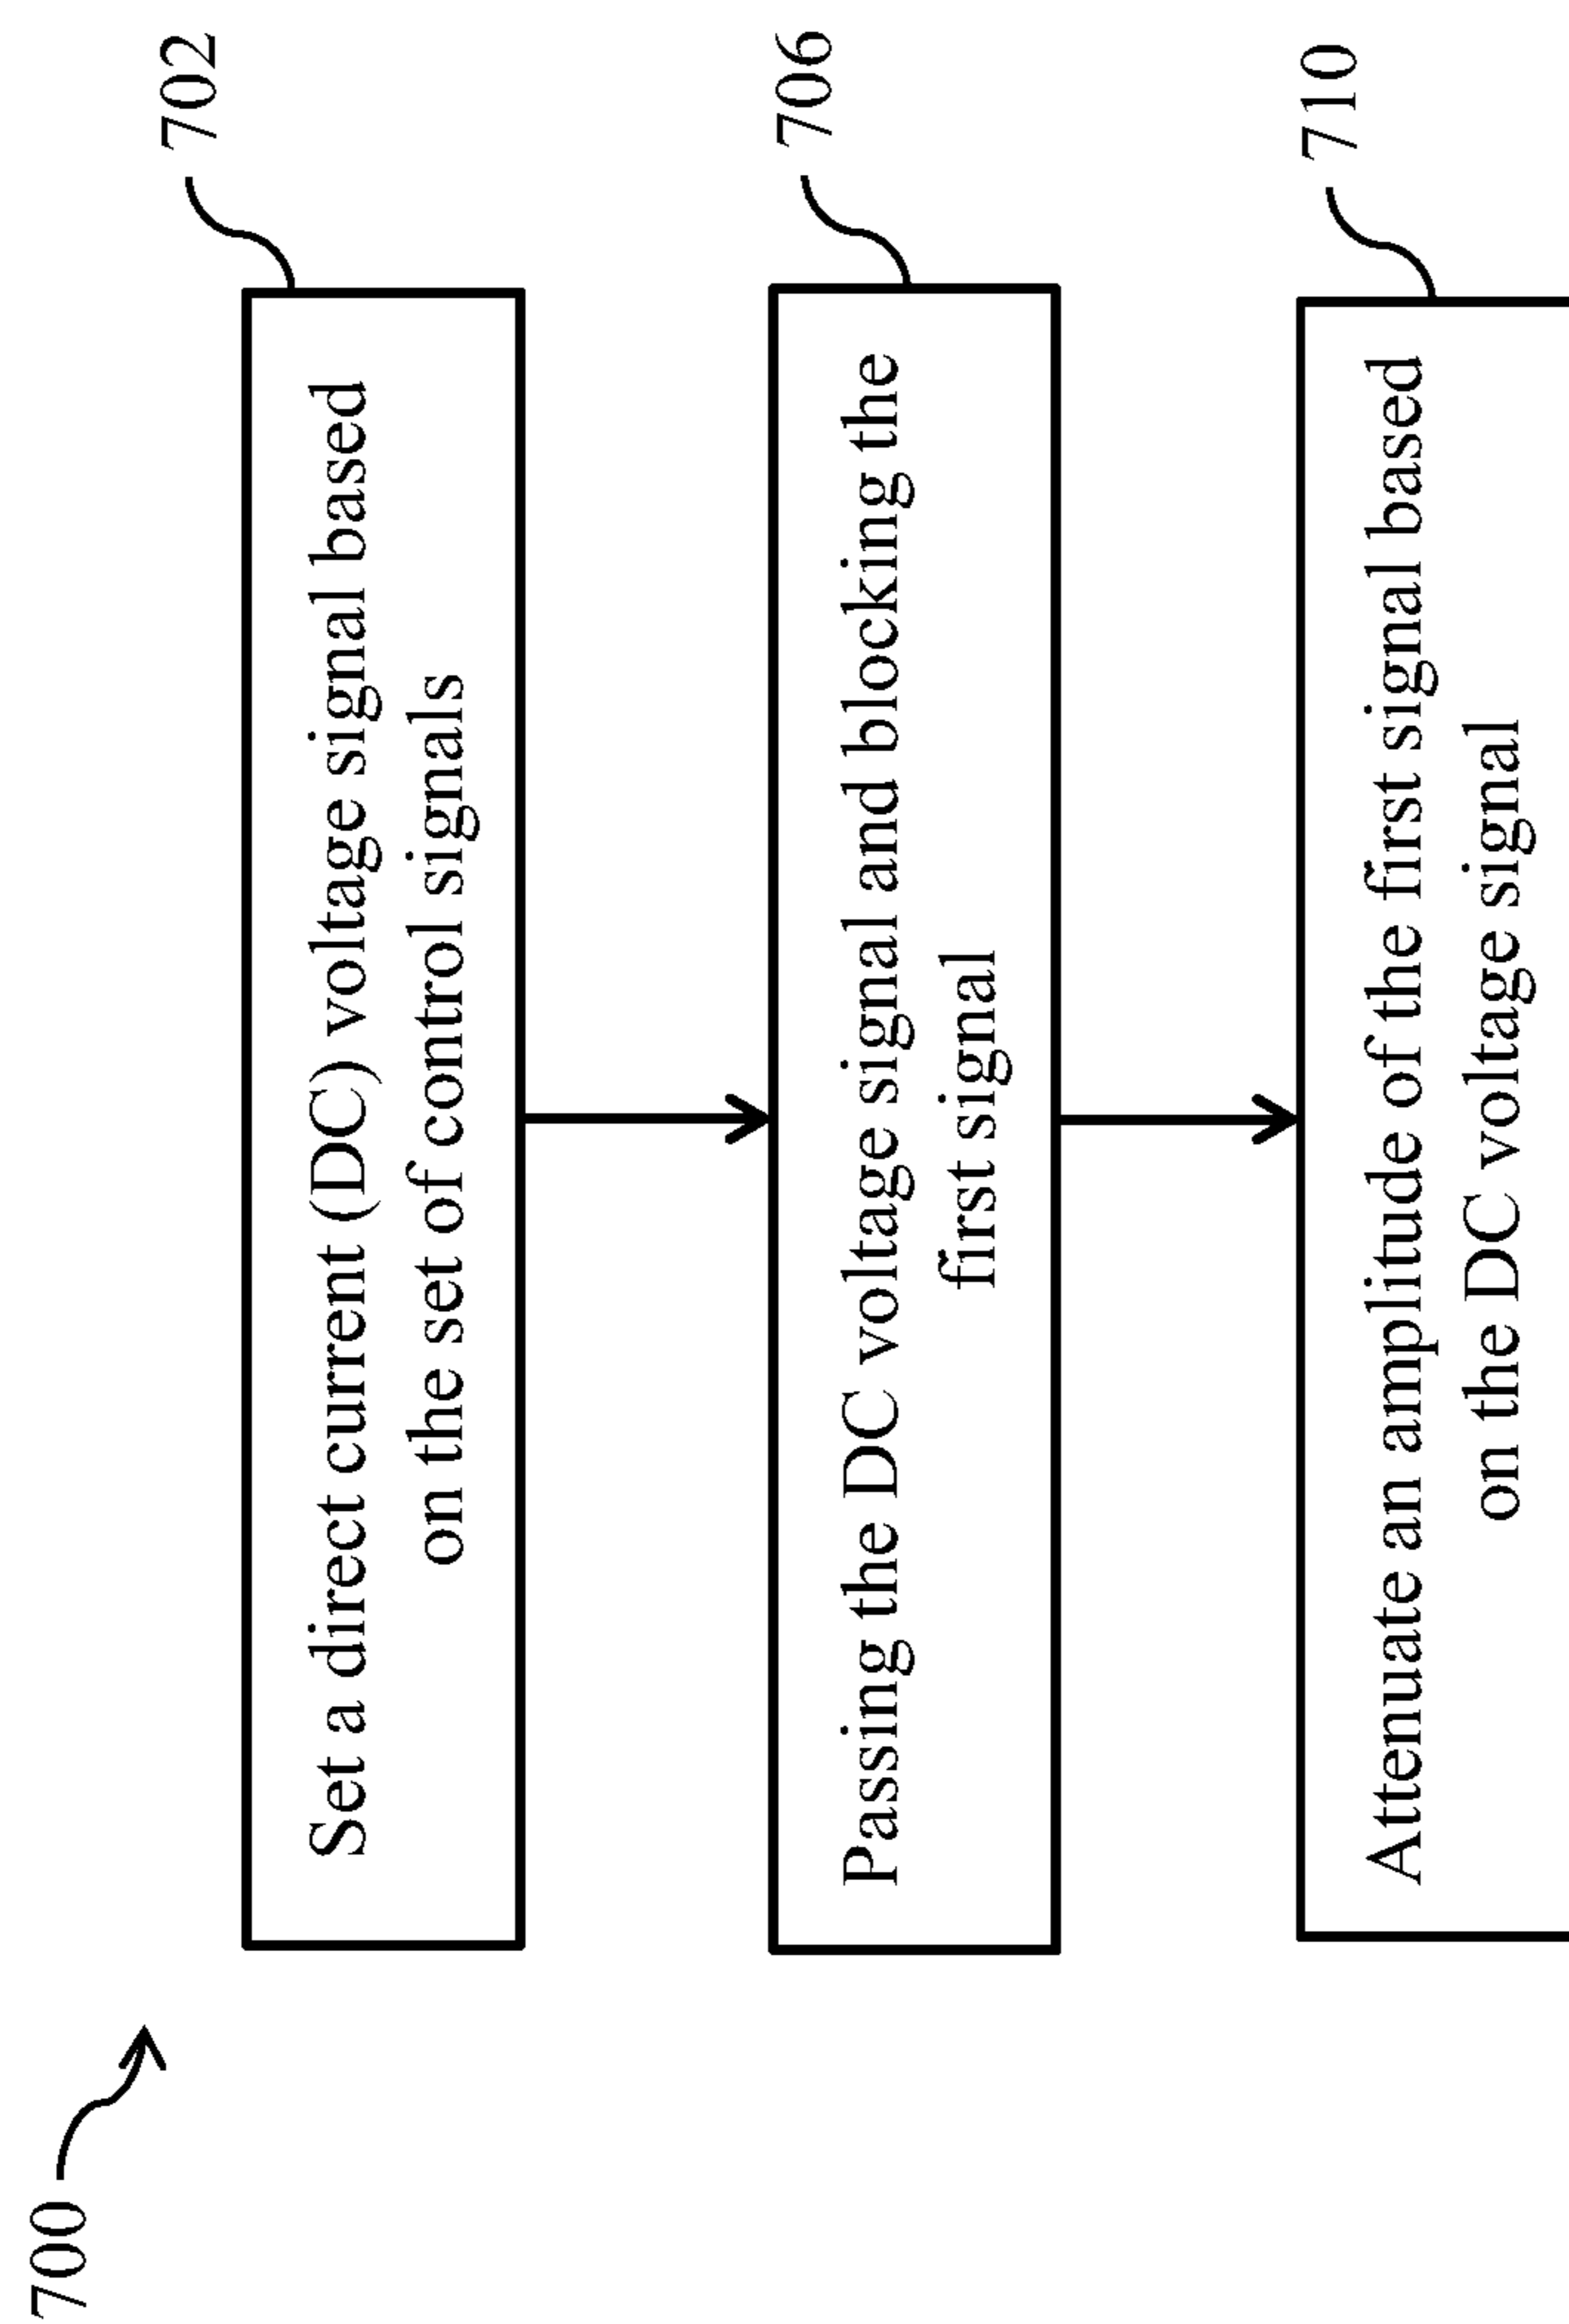 700
702
Set a direct current (DC) voltage signal based
on the set of control signals
706
Passing the DC voltage signal and blocking the
first signal
710
Attenuate an amplitude of the first signal based
on the DC voltage signal